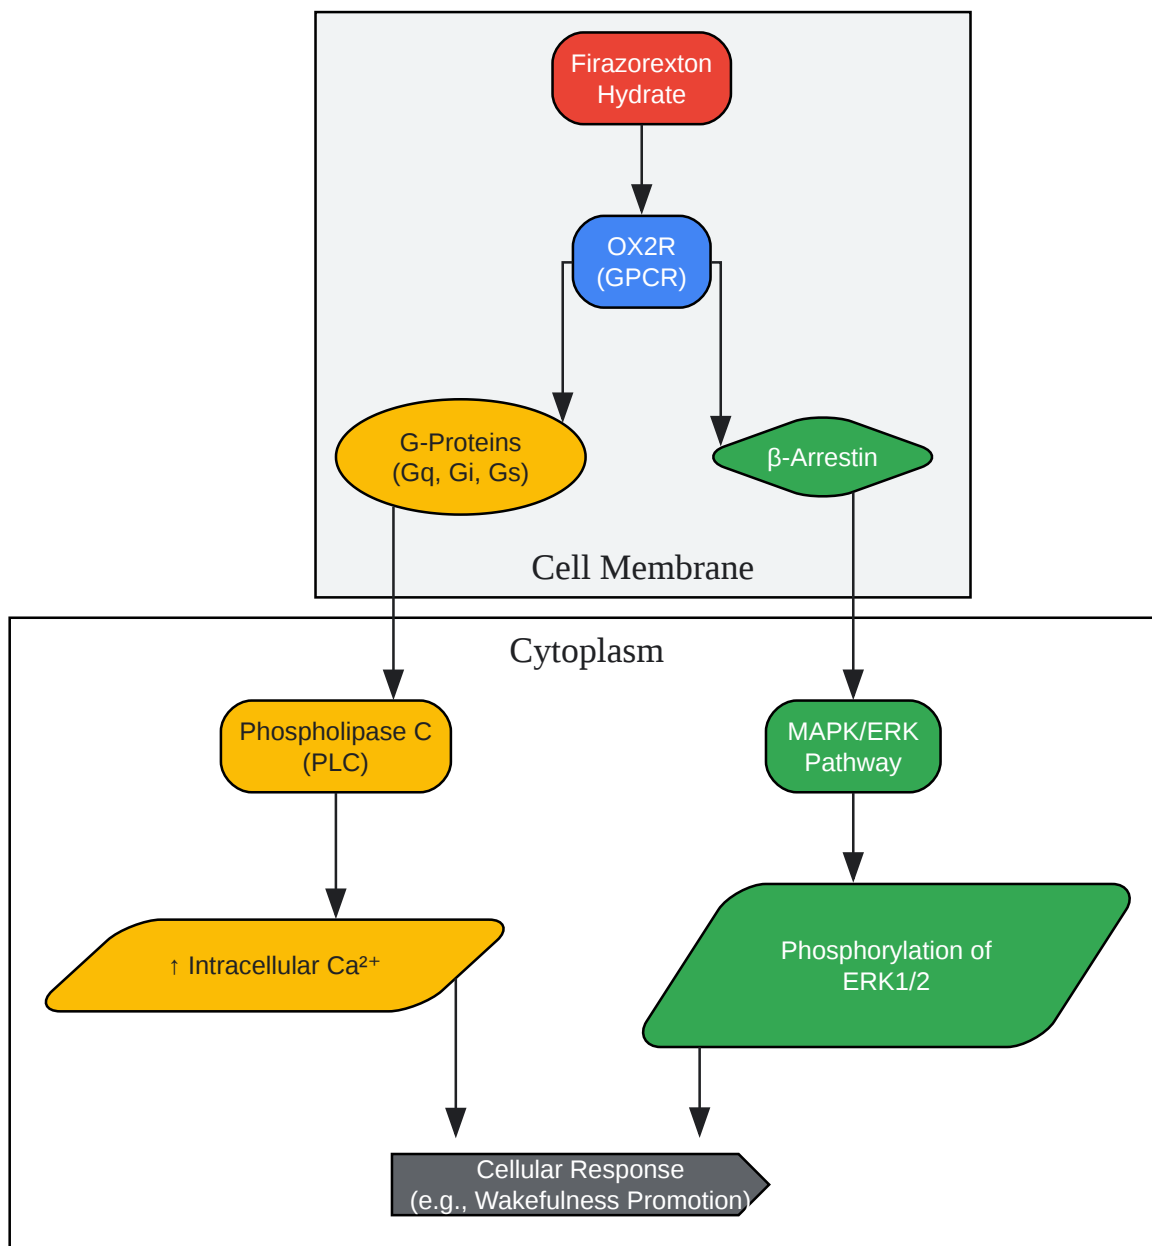 Firazorexton
Hydrate
OX2R
(GPCR)
G-Proteins
(Gq, Gi, Gs)
β-Arrestin
Cell Membrane
Cytoplasm
Phospholipase C
(PLC)
MAPK/ERK
Pathway
↑ Intracellular Ca²⁺
Phosphorylation of
ERK1/2
Cellular Response
(e.g., Wakefulness Promotion)